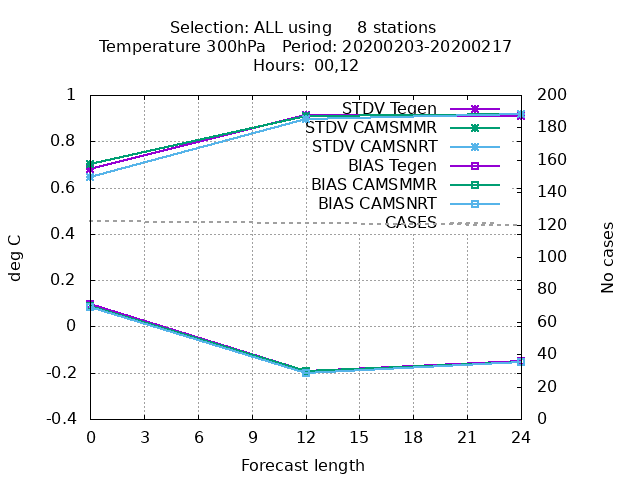 Selection: ALL using     8 stations
Temperature 300hPa   Period: 20200203-20200217
Hours: 00,12
1
0.8
0.6
0.4
0.2
0
-0.2
-0.4
deg C
STDV Tegen
STDV CAMSMMR
STDV CAMSNRT
BIAS Tegen
BIAS CAMSMMR
BIAS CAMSNRT
CASES
200
180
160
140
120
100
80
60
40
20
0
No cases
0 3 6 9 12 15 18 21 24
Forecast length